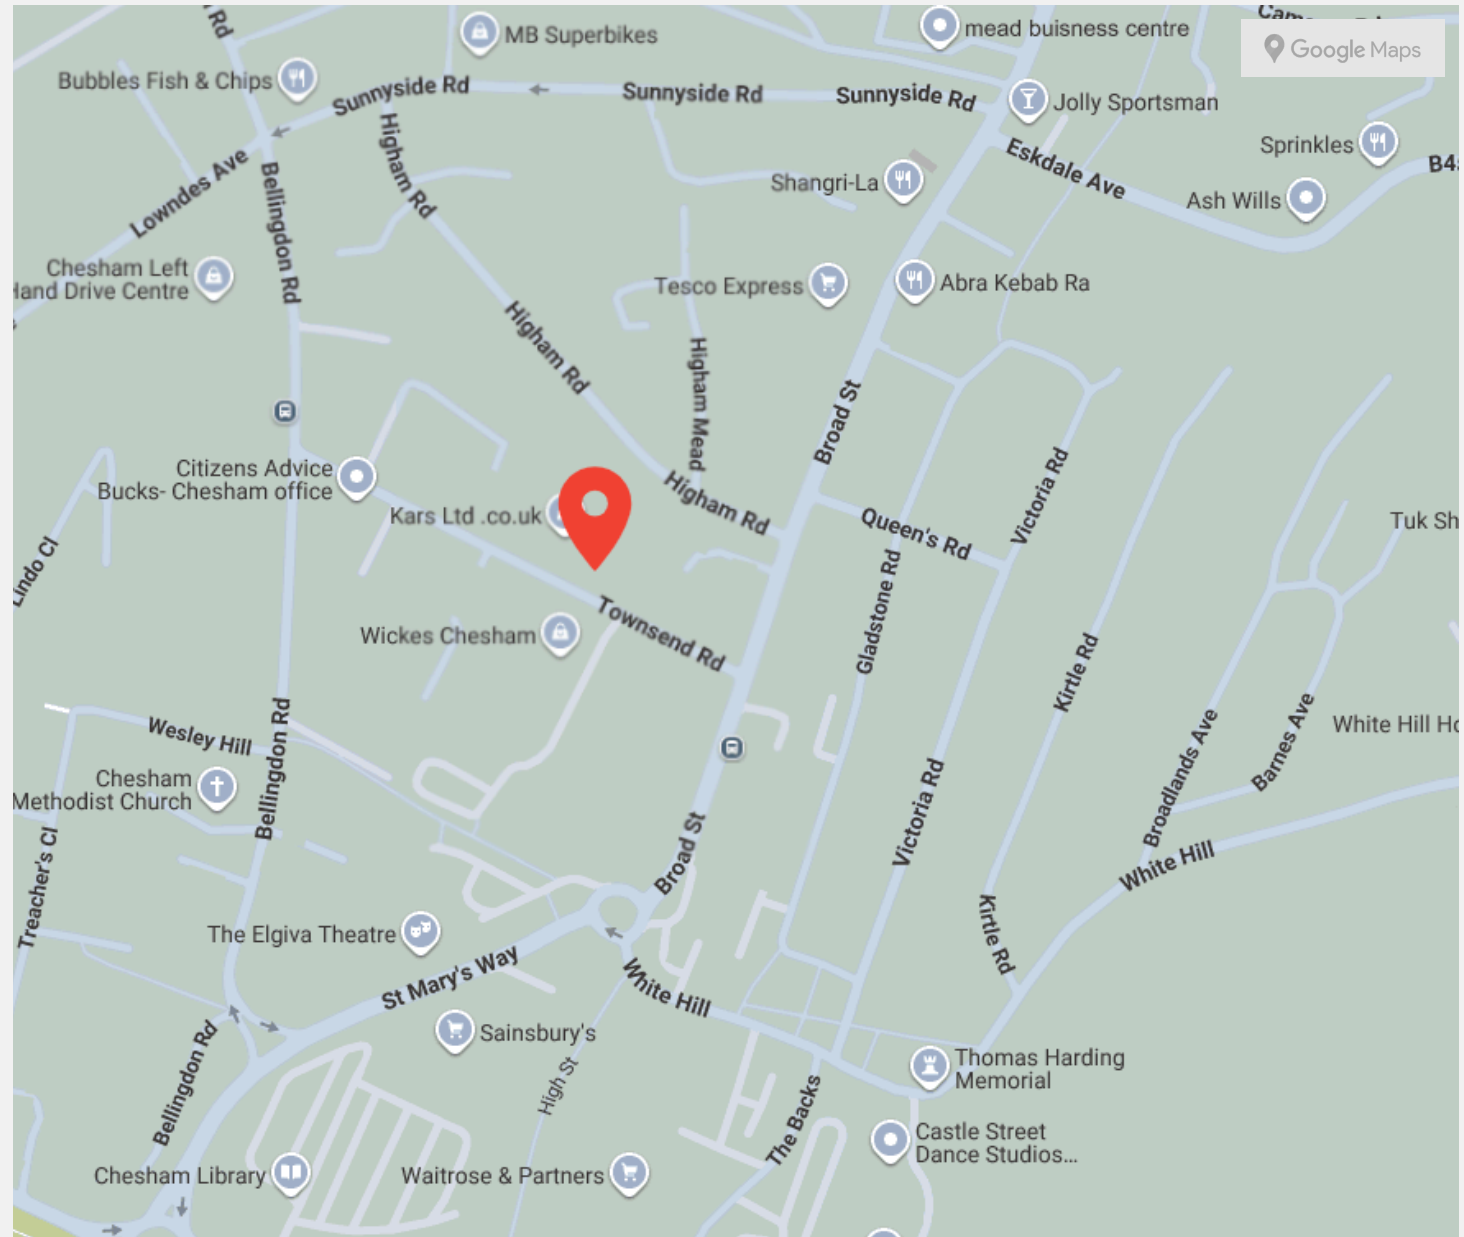 Rd
MB Superbikes
mead buisness centre
Google Maps
Bubbles Fish & Chips
Sunnyside Rd
Sunnyside Rd
Sunnyside Rd
Jolly Sportsman
Sprinkles
Eskdale Ave
B4
Higham Rd
Lowndes Ave
Bellingdon Rd
Shangri-La
Ash Wills
Chesham Left
Hand Drive Centre
Tesco Express
Abra Kebab Ra
Higham Rd
Higham Mead
Broad St
Citizens Advice
Bucks- Chesham office
Kars Ltd .co.uk
Higham Rd
Queen's Rd
Victoria Rd
Tuk Sh
Lindo Cl
Gladstone Rd
Wickes Chesham
Townsend Rd
Kirtle Rd
Wesley Hill
Bellingdon Rd
White Hill Ho
Broadlands Ave
Barnes Ave
Chesham
Methodist Church
Victoria Rd
Broad St
White Hill
Treacher's Cl
The Elgiva Theatre
Kirtle Rd
St Mary's Way
White Hill
Sainsbury's
Bellingdon Rd
High St
Thomas Harding
Memorial
The Backs
Castle Street
Dance Studios...
Chesham Library
Waitrose & Partners